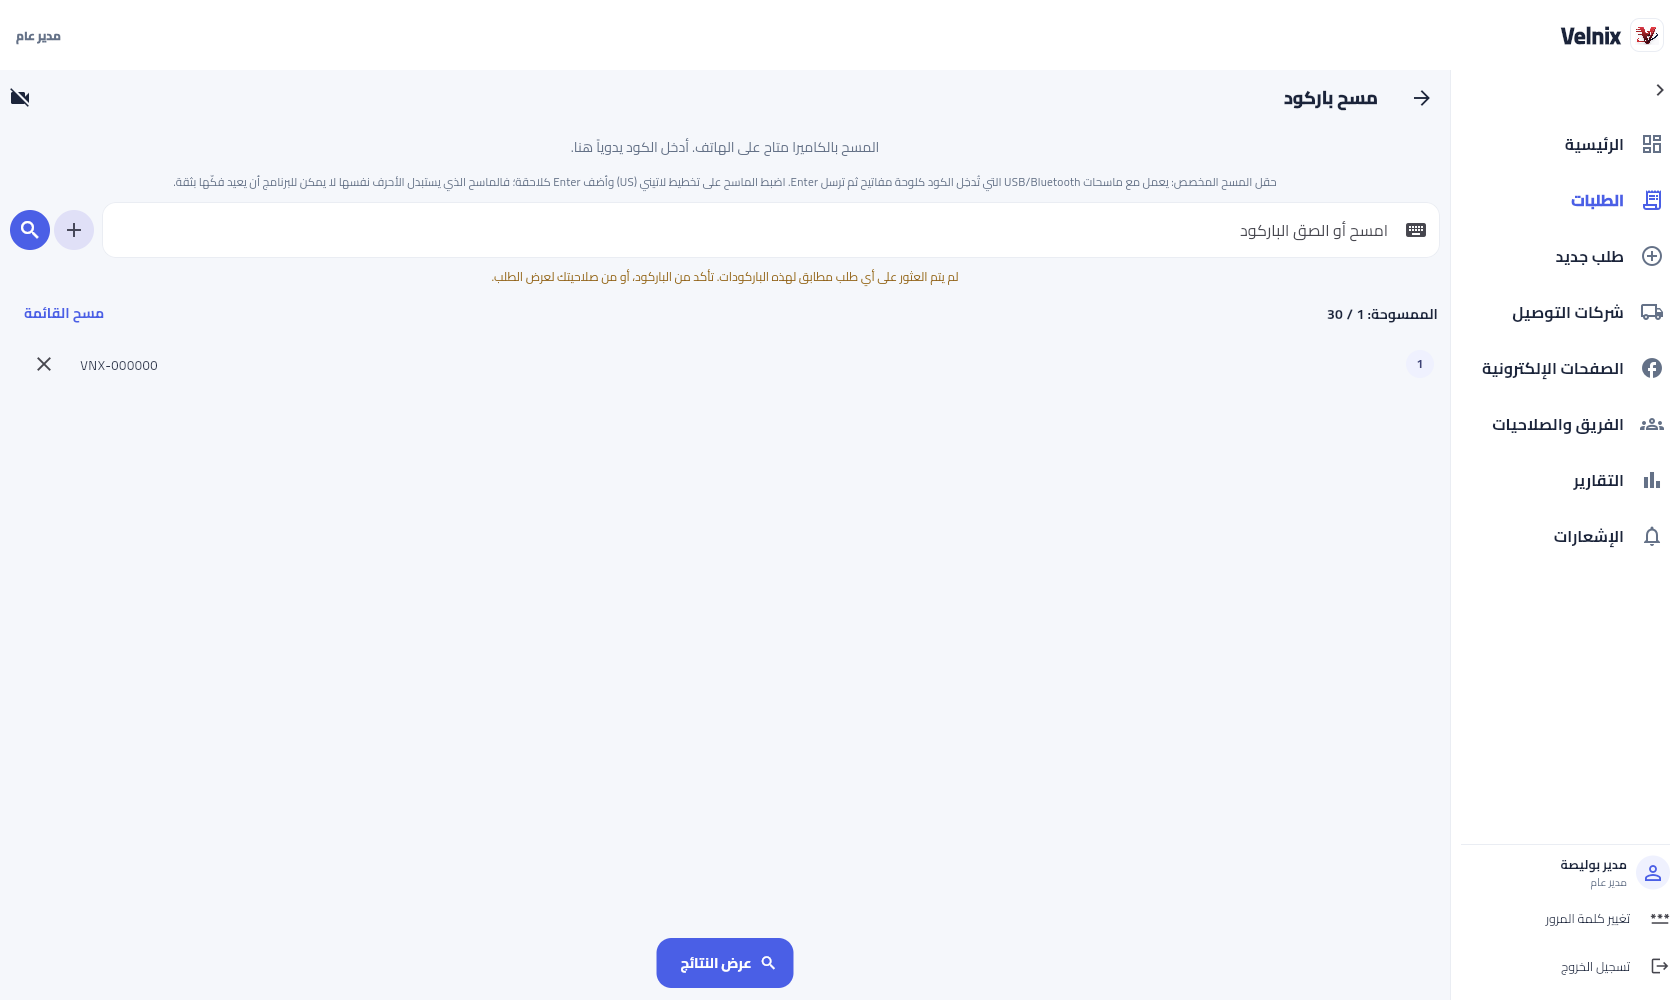 Velnix
مدير عام
الرئيسية
الطلبات
طلب جديد
شركات التوصيل
الصفحات الإلكترونية
الفريق والصلاحيات
التقارير
الإشعارات
مدير بوليصة
مدير عام
تغيير كلمة المرور
تسجيل الخروج
مسح باركود
المسح بالكاميرا متاح على الهاتف. أدخل الكود يدوياً هنا.
حقل المسح المخصص: يعمل مع ماسحات USB/Bluetooth التي تُدخِل الكود كلوحة مفاتيح ثم ترسل Enter. اضبط الماسح على تخطيط لاتيني (US) وأضف Enter كلاحقة؛ فالماسح الذي يستبدل الأحرف نفسها لا يمكن للبرنامج أن يعيد فكّها بثقة.
امسح أو الصق الباركود
لم يتم العثور على أي طلب مطابق لهذه الباركودات. تأكد من الباركود، أو من صلاحيتك لعرض الطلب.
الممسوحة: 1 / 30
مسح القائمة
1
VNX-000000
عرض النتائج